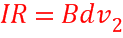 IR = Bdv₂